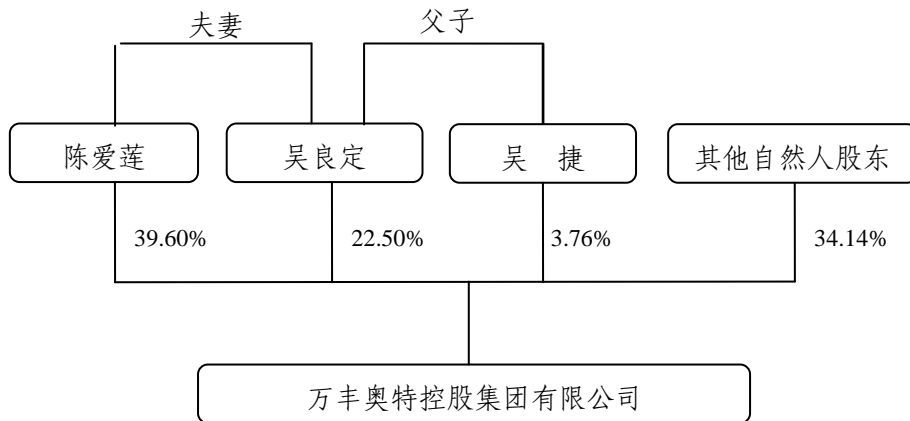 夫妻 父子
陈爱莲 吴良定 吴 捷 其他自然人股东
39.60% 22.50% 3.76% 34.14%
万丰奥特控股集团有限公司